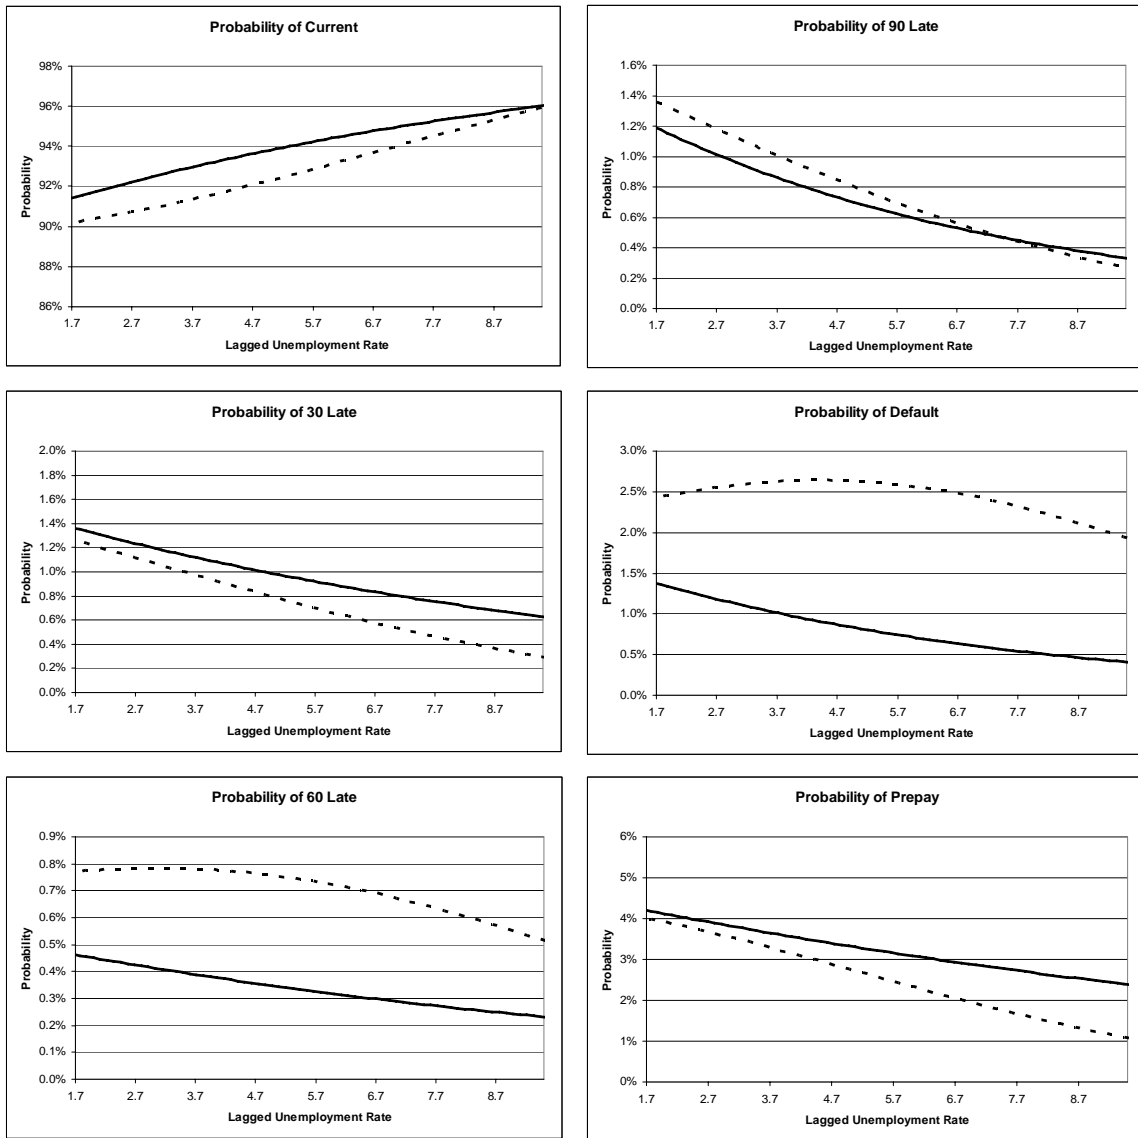 Probability of Current
98%
96%
94%
92%
90%
88%
86%
Probability
1.7 2.7 3.7 4.7 5.7 6.7 7.7 8.7
Lagged Unemployment Rate
Probability of 90 Late
1.6%
1.4%
1.2%
1.0%
0.8%
0.6%
0.4%
0.2%
0.0%
Probability
1.7 2.7 3.7 4.7 5.7 6.7 7.7 8.7
Lagged Unemployment Rate
Probability of 30 Late
2.0%
1.8%
1.6%
1.4%
1.2%
1.0%
0.8%
0.6%
0.4%
0.2%
0.0%
Probability
1.7 2.7 3.7 4.7 5.7 6.7 7.7 8.7
Lagged Unemployment Rate
Probability of Default
3.0%
2.5%
2.0%
1.5%
1.0%
0.5%
0.0%
Probability
1.7 2.7 3.7 4.7 5.7 6.7 7.7 8.7
Lagged Unemployment Rate
Probability of 60 Late
0.9%
0.8%
0.7%
0.6%
0.5%
0.4%
0.3%
0.2%
0.1%
0.0%
Probability
1.7 2.7 3.7 4.7 5.7 6.7 7.7 8.7
Lagged Unemployment Rate
Probability of Prepay
6%
5%
4%
3%
2%
1%
0%
Probability
1.7 2.7 3.7 4.7 5.7 6.7 7.7 8.7
Lagged Unemployment Rate